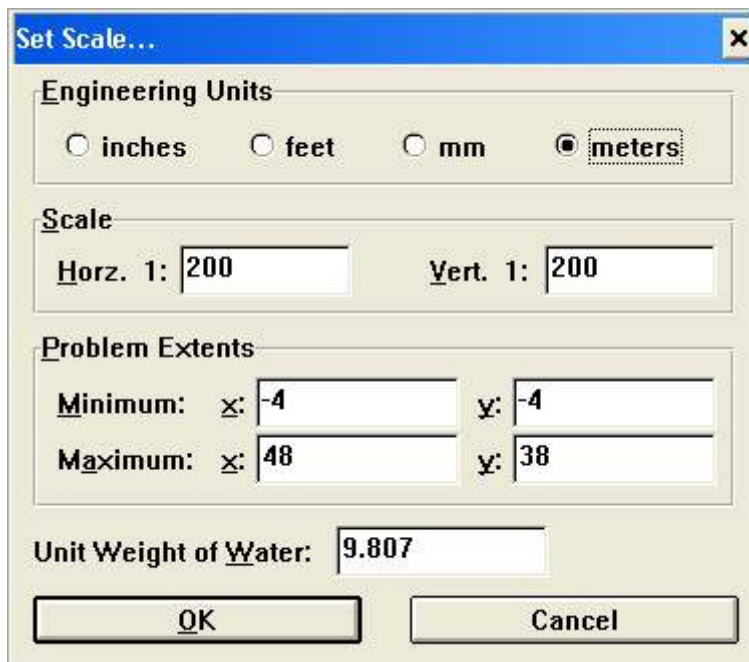 Set Scale...
Engineering Units
inches feet mm meters
Scale
Horz. 1: 200 Vert. 1: 200
Problem Extents
Minimum: x: -4 y: -4
Maximum: x: 48 y: 38
Unit Weight of Water: 9.807
OK Cancel